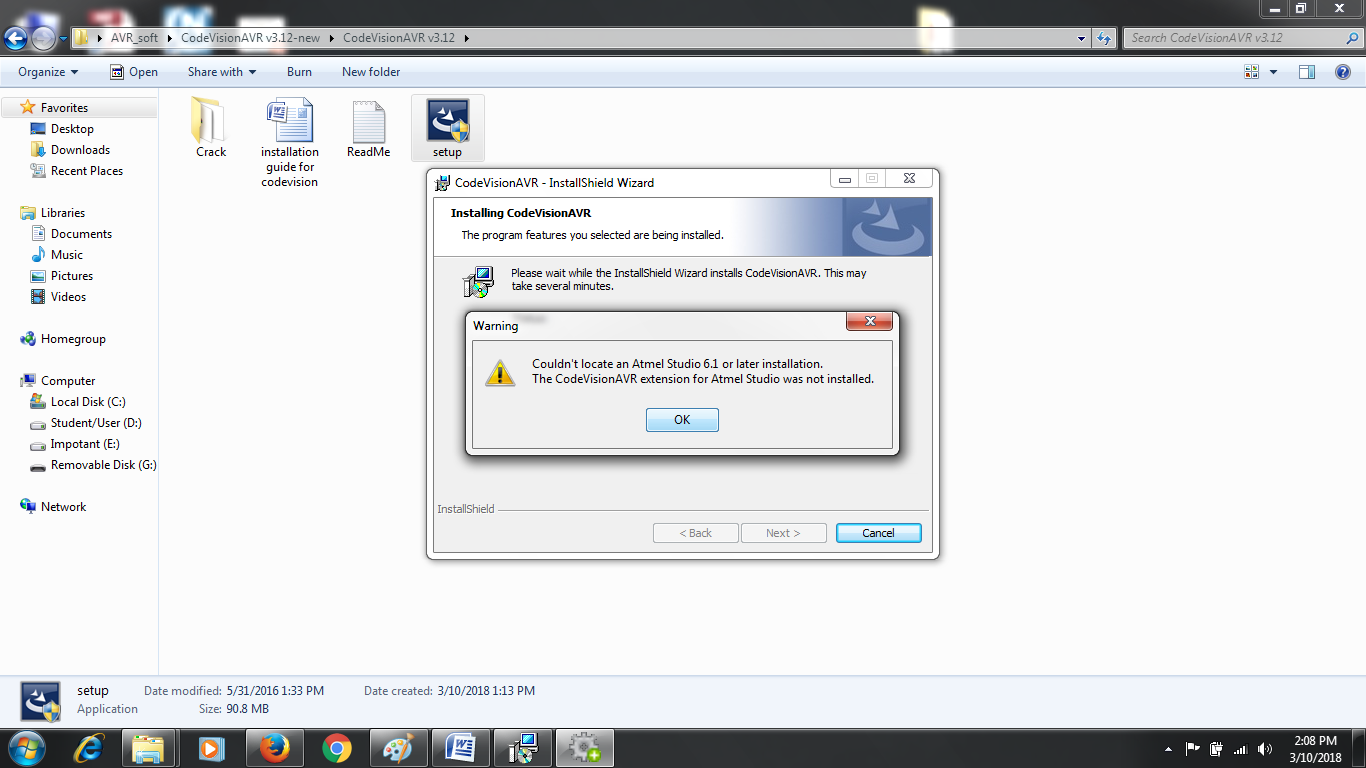 AVR_soft CodeVisionAVR v3.12-new CodeVisionAVR v3.12 Search CodeVisionAVR v3.12
Organize Open Share with Burn New folder
Favorites
Desktop
Downloads
Recent Places
Libraries
Documents
Music
Pictures
Videos
Homegroup
Computer
Local Disk (C:)
Student/User (D:)
Impotant (E:)
Removable Disk (G:)
Network
Crack
installation
guide for
codevision
ReadMe
setup
CodeVisionAVR - InstallShield Wizard
Installing CodeVisionAVR
The program features you selected are being installed.
Please wait while the InstallShield Wizard installs CodeVisionAVR. This may
take several minutes.
Warning
Couldn't locate an Atmel Studio 6.1 or later installation.
The CodeVisionAVR extension for Atmel Studio was not installed.
OK
InstallShield
< Back Next > Cancel
setup Date modified: 5/31/2016 1:33 PM Date created: 3/10/2018 1:13 PM
Application Size: 90.8 MB
2:08 PM
3/10/2018